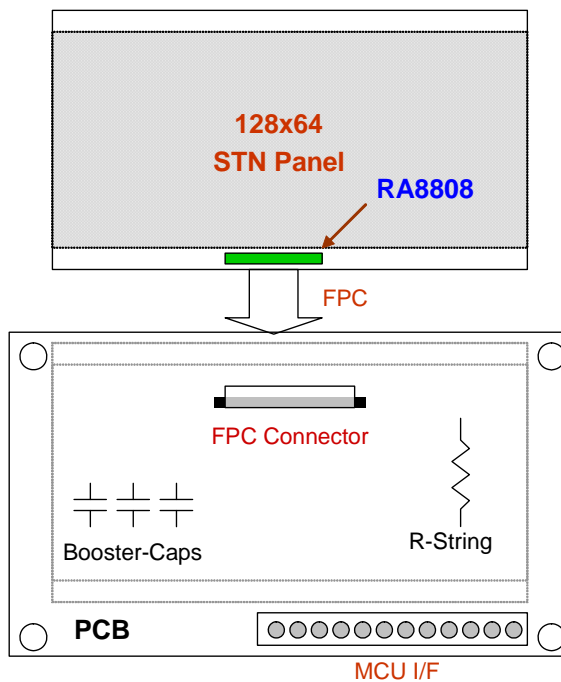 128x64
STN Panel
RA8808
FPC
FPC Connector
Booster-Caps
R-String
PCB
MCU I/F